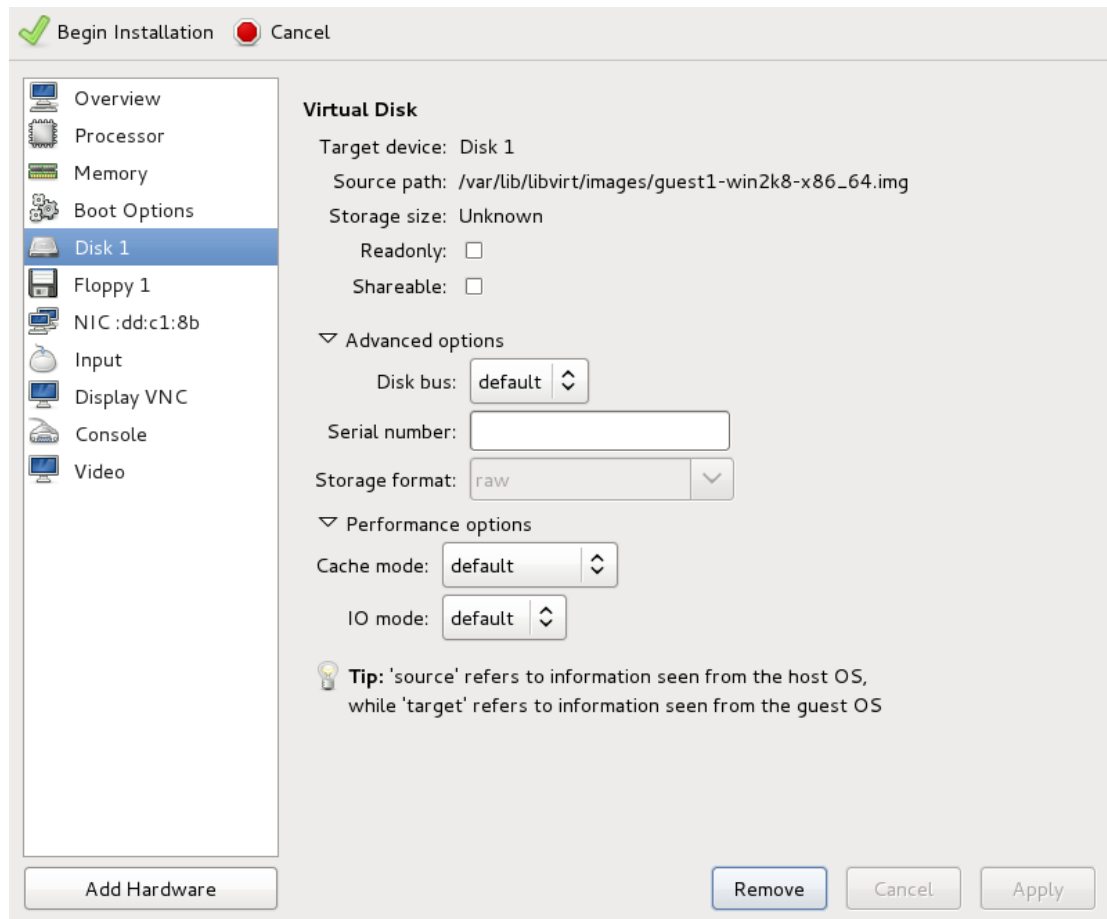 Begin Installation Cancel
Overview
Processor
Memory
Boot Options
Disk 1
Floppy 1
NIC :dd:c1:8b
Input
Display VNC
Console
Video
Add Hardware
Virtual Disk
Target device: Disk 1
Source path: /var/lib/libvirt/images/guest1-win2k8-x86_64.img
Storage size: Unknown
Readonly:
Shareable:
Advanced options
Disk bus: default
Serial number:
Storage format: raw
Performance options
Cache mode: default
IO mode: default
Tip: 'source' refers to information seen from the host OS,
while 'target' refers to information seen from the guest OS
Remove Cancel Apply